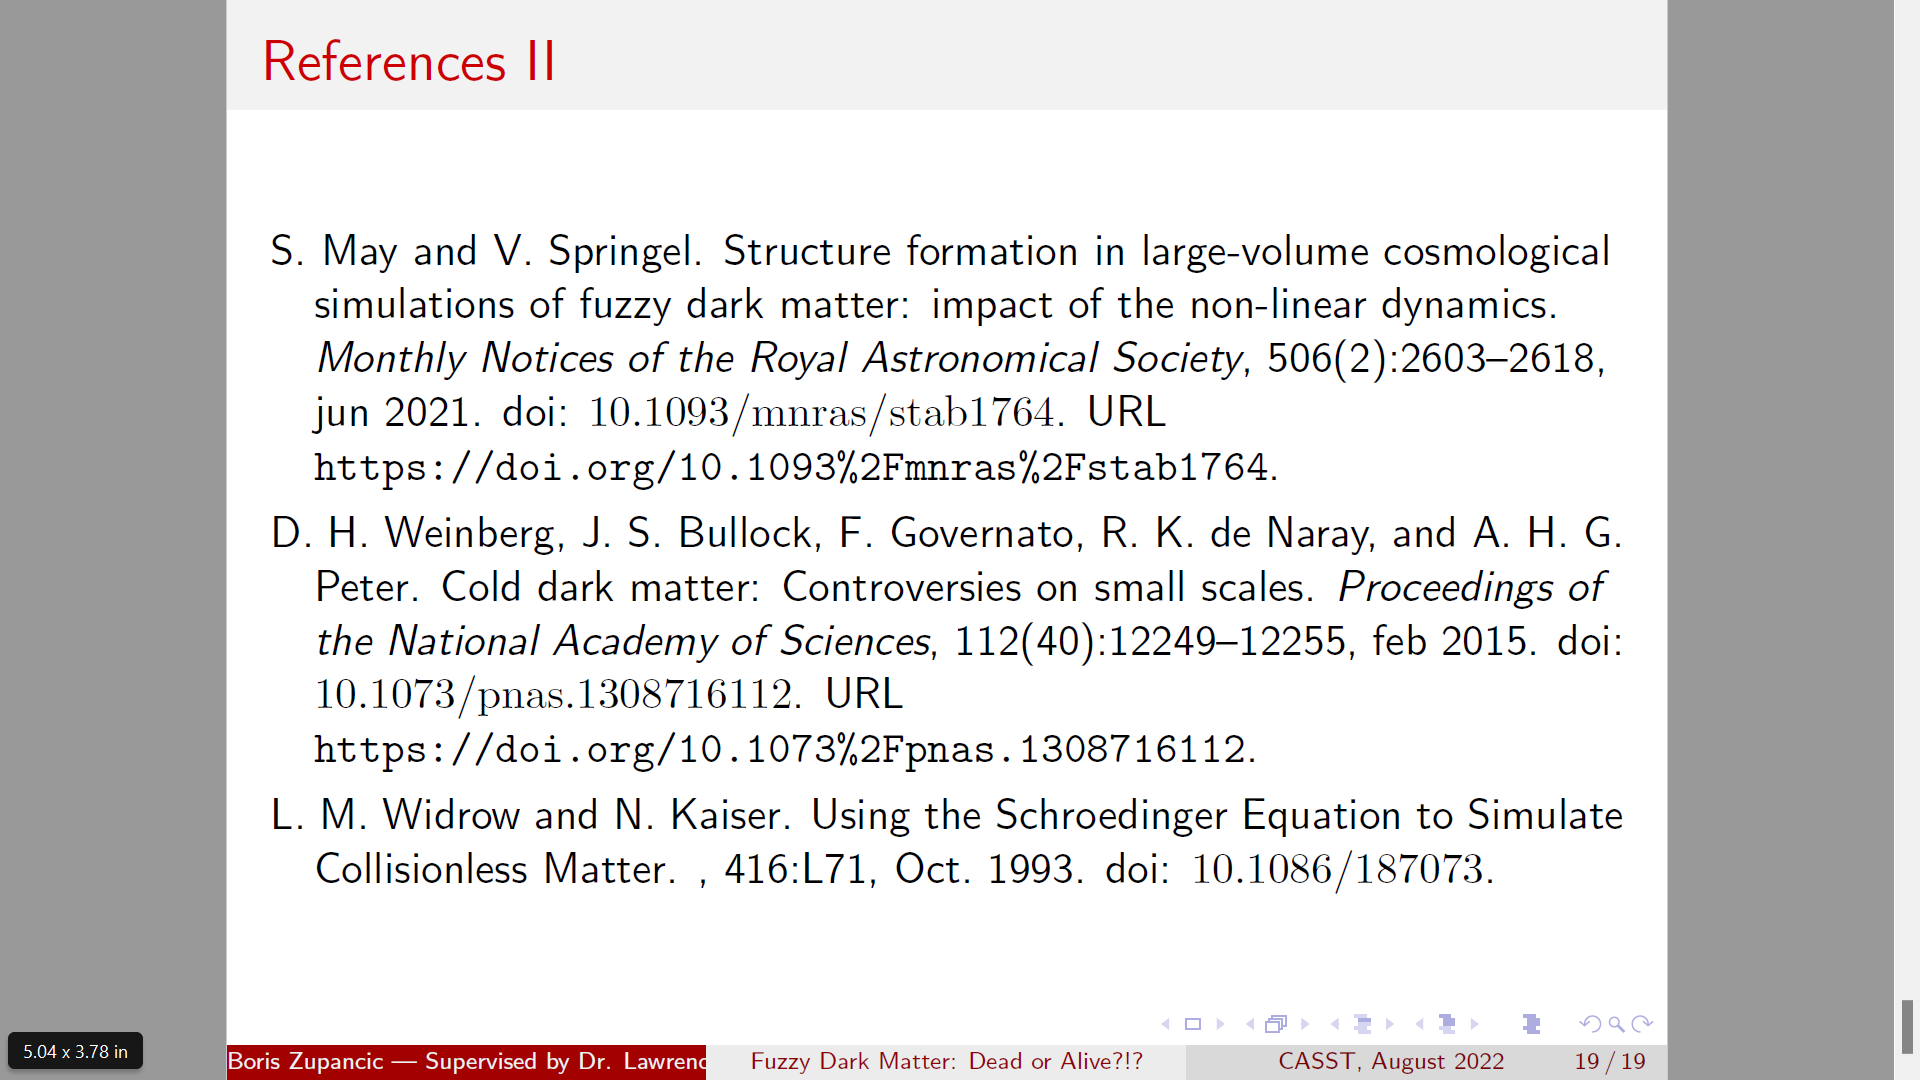 References II
S. May and V. Springel. Structure formation in large-volume cosmological
simulations of fuzzy dark matter: impact of the non-linear dynamics.
Monthly Notices of the Royal Astronomical Society, 506(2):2603–2618,
jun 2021. doi: 10.1093/mnras/stab1764. URL
https://doi.org/10.1093%2Fmnras%2Fstab1764.
D. H. Weinberg, J. S. Bullock, F. Governato, R. K. de Naray, and A. H. G.
Peter. Cold dark matter: Controversies on small scales. Proceedings of
the National Academy of Sciences, 112(40):12249–12255, feb 2015. doi:
10.1073/pnas.1308716112. URL
https://doi.org/10.1073%2Fpnas.1308716112.
L. M. Widrow and N. Kaiser. Using the Schroedinger Equation to Simulate
Collisionless Matter. , 416:L71, Oct. 1993. doi: 10.1086/187073.
5.04 x 3.78 in
Boris Zupancic — Supervised by Dr. Lawrenc
Fuzzy Dark Matter: Dead or Alive?!?
CASST, August 2022
19 / 19